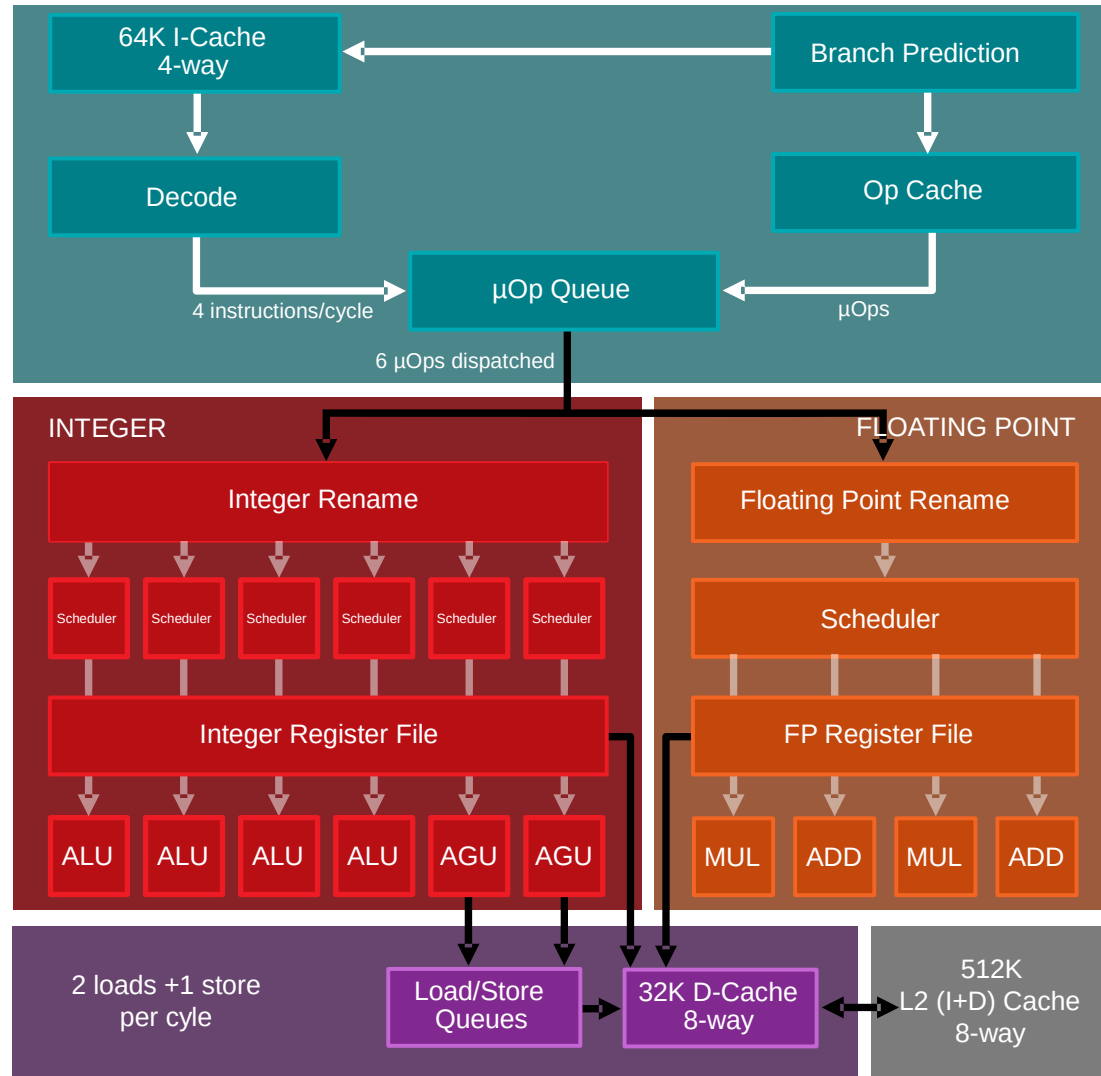 64K I-Cache
4-way
Branch Prediction
Decode
Op Cache
µOp Queue
4 instructions/cycle
µOps
6 µOps dispatched
INTEGER
FLOATING POINT
Integer Rename
Floating Point Rename
Scheduler
Scheduler
Scheduler
Scheduler
Scheduler
Scheduler
Scheduler
Integer Register File
FP Register File
ALU
ALU
ALU
ALU
AGU
AGU
MUL
ADD
MUL
ADD
2 loads +1 store
per cyle
Load/Store
Queues
32K D-Cache
8-way
512K
L2 (I+D) Cache
8-way